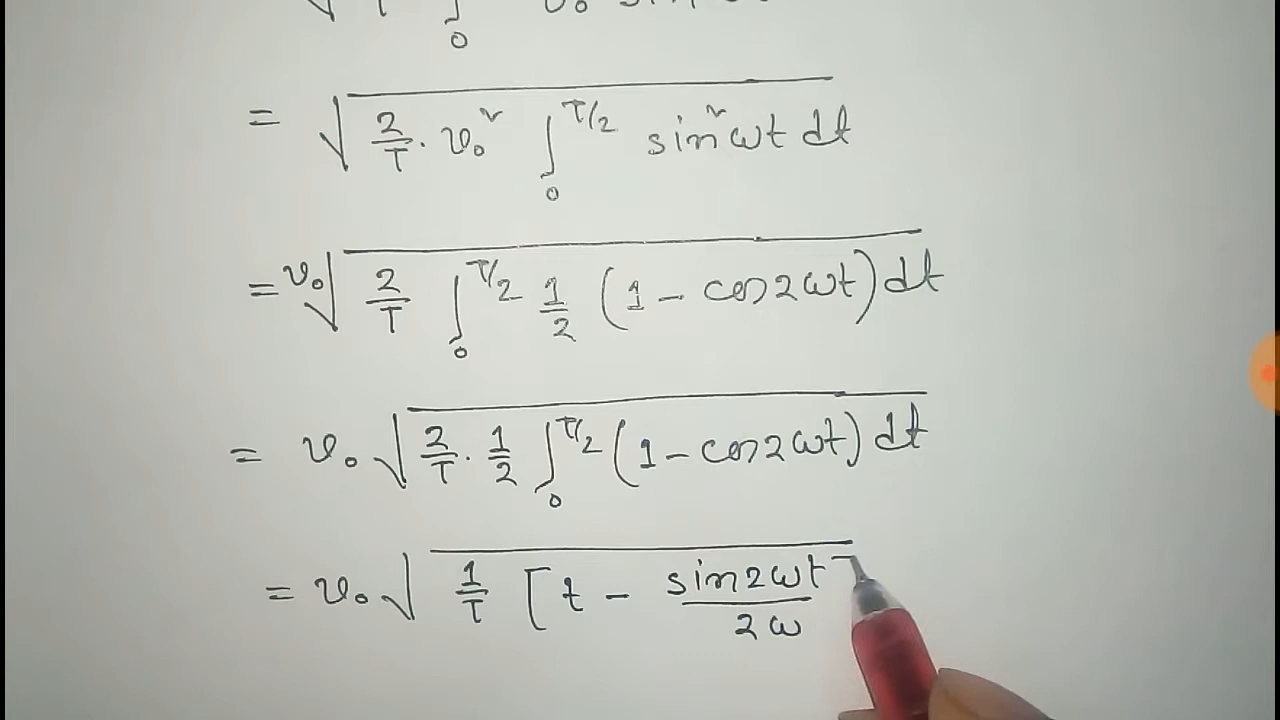 = √ 2/T · v₀² ∫₀^T/2 sin²ωt dt
= v₀ √ 2/T ∫₀^T/2 1/2 (1 - cos2ωt) dt
= v₀ √ 2/T · 1/2 ∫₀^T/2 (1 - cos2ωt) dt
= v₀ √ 1/T [t - sin2ωt/2ω